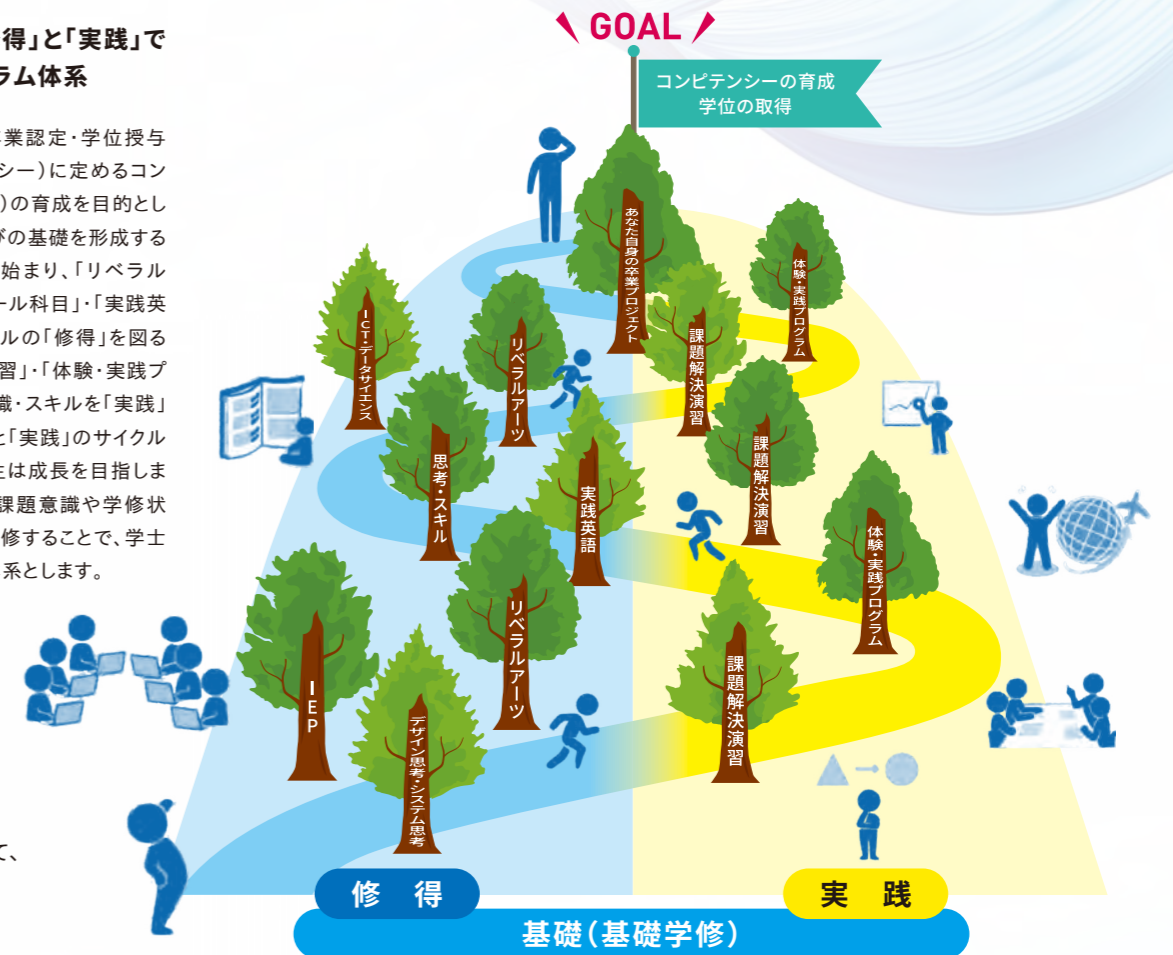 得」と「実践」で
ラム体系
業認定・学位授与
シー)に定めるコン
)の育成を目的とし
びの基礎を形成する
始まり、「リベラル
ール科目」・「実践英
ルの「修得」を図る
習」・「体験・実践プ
識・スキルを「実践」
と「実践」のサイクル
生は成長を目指しま
課題意識や学修状
修することで、学士
系とします。
て、
GOAL
コンピテンシーの育成
学位の取得
あなた自身の卒業プロジェクト
体験・実践プログラム
ICT・データサイエンス
リベラルアーツ
課題解決演習
思考・スキル
実践英語
課題解決演習
体験・実践プログラム
IEP
リベラルアーツ
課題解決演習
デザイン思考・システム思考
修得
実践
基礎(基礎学修)